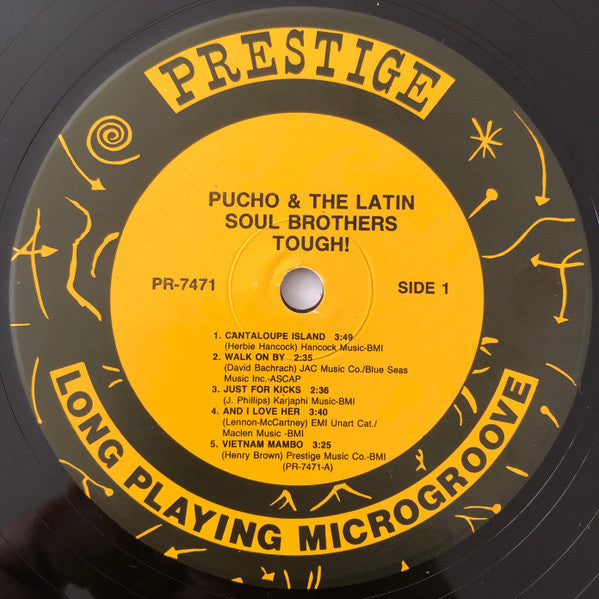 PRESTIGE
PUCHO & THE LATIN
SOUL BROTHERS
TOUGH!
PR-7471
SIDE 1
1. CANTALOUPE ISLAND 3:49
(Herbie Hancock) Hancock Music-BMI
2. WALK ON BY 2:35
(David Bachrach) JAC Music Co./Blue Seas
Music Inc.-ASCAP
3. JUST FOR KICKS 2:36
(J. Phillips) Karjaphi Music-BMI
4. AND I LOVE HER 3:40
(Lennon-McCartney) EMI Unart Cat./
Maclen Music -BMI
5. VIETNAM MAMBO 3:25
(Henry Brown) Prestige Music Co.-BMI
(PR-7471-A)
LONG PLAYING MICROGROOVE